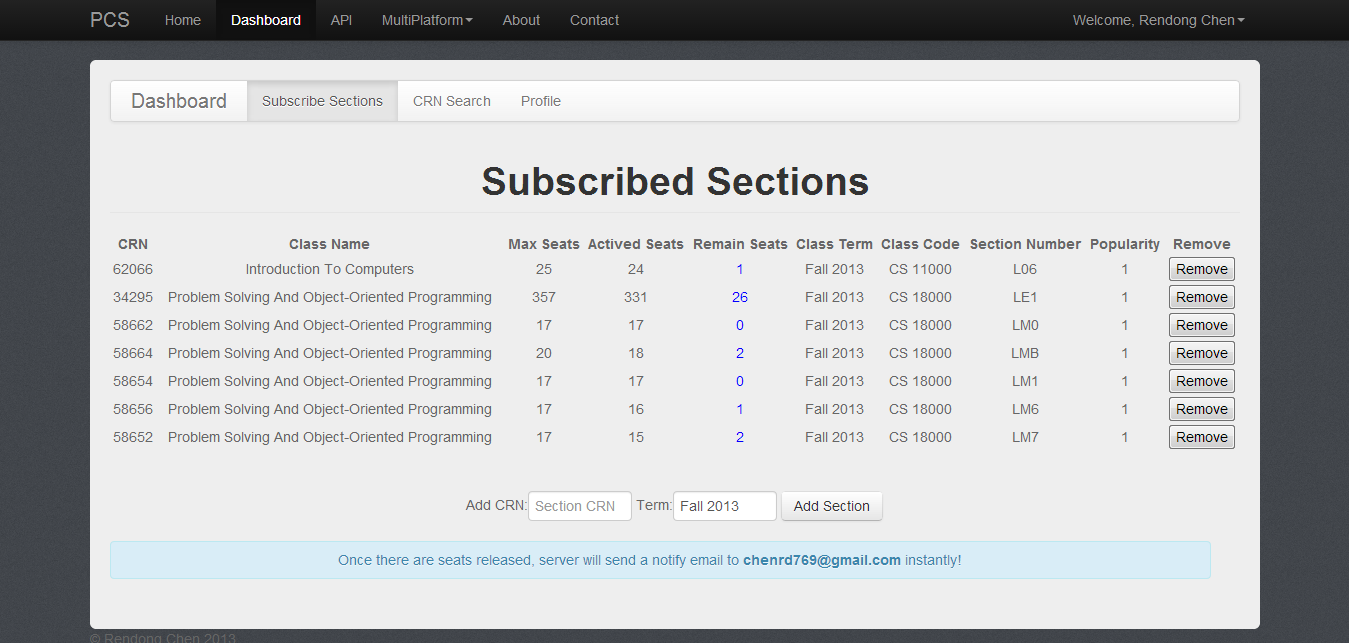 PCS Home Dashboard API MultiPlatform About Contact Welcome, Rendong Chen
Dashboard Subscribe Sections CRN Search Profile
Subscribed Sections
CRN Class Name Max Seats Actived Seats Remain Seats Class Term Class Code Section Number Popularity Remove
62066 Introduction To Computers 25 24 1 Fall 2013 CS 11000 L06 1 Remove
34295 Problem Solving And Object-Oriented Programming 357 331 26 Fall 2013 CS 18000 LE1 1 Remove
58662 Problem Solving And Object-Oriented Programming 17 17 0 Fall 2013 CS 18000 LM0 1 Remove
58664 Problem Solving And Object-Oriented Programming 20 18 2 Fall 2013 CS 18000 LMB 1 Remove
58654 Problem Solving And Object-Oriented Programming 17 17 0 Fall 2013 CS 18000 LM1 1 Remove
58656 Problem Solving And Object-Oriented Programming 17 16 1 Fall 2013 CS 18000 LM6 1 Remove
58652 Problem Solving And Object-Oriented Programming 17 15 2 Fall 2013 CS 18000 LM7 1 Remove
Add CRN: Section CRN Term: Fall 2013 Add Section
Once there are seats released, server will send a notify email to chenrd769@gmail.com instantly!
© Rendong Chen 2013